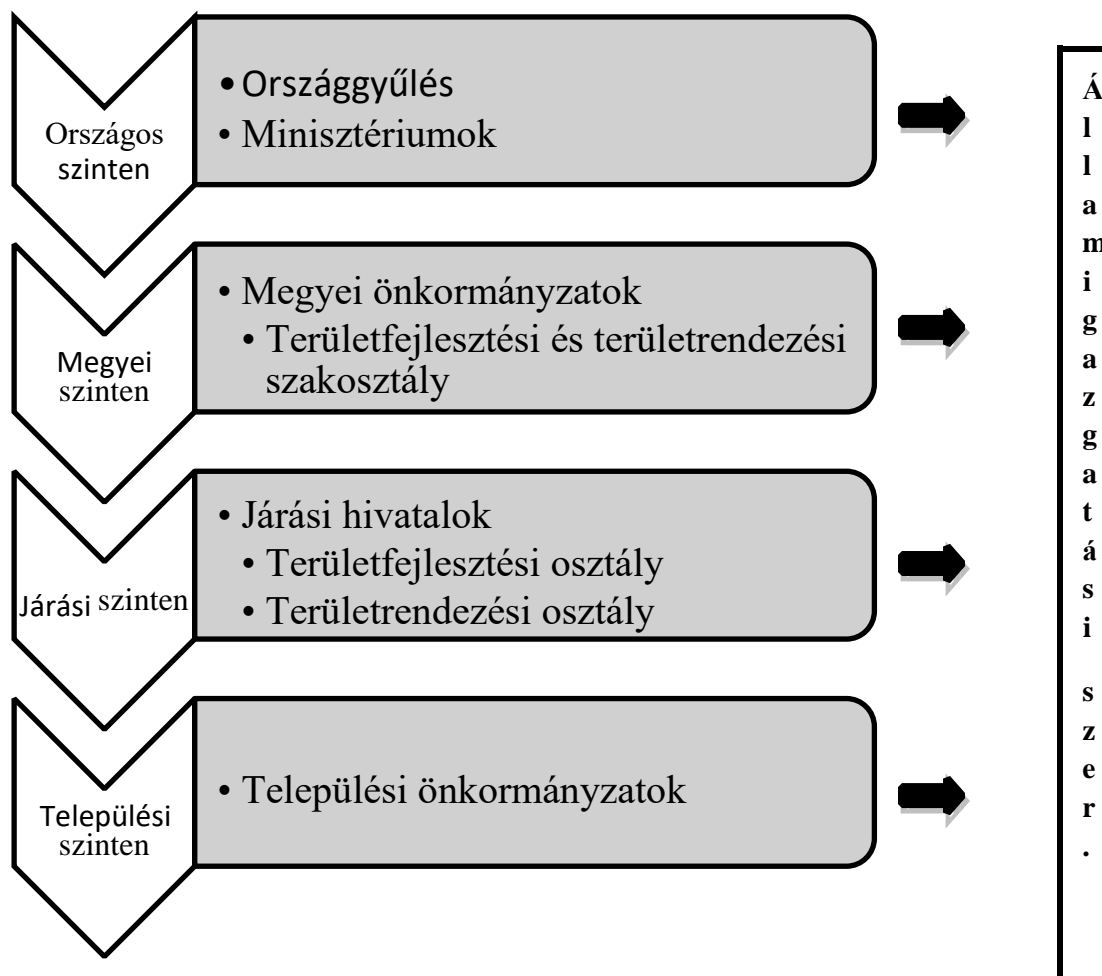 Országos
szinten
• Országgyűlés
• Minisztériumok
Megyei
szinten
• Megyei önkormányzatok
• Területfejlesztési és területrendezési
szakosztály
Járási szinten
• Járási hivatalok
• Területfejlesztési osztály
• Területrendezési osztály
Települési
szinten
• Települési önkormányzatok
Á
l
l
a
m
i
g
a
z
g
a
t
á
s
i
s
z
e
r
.